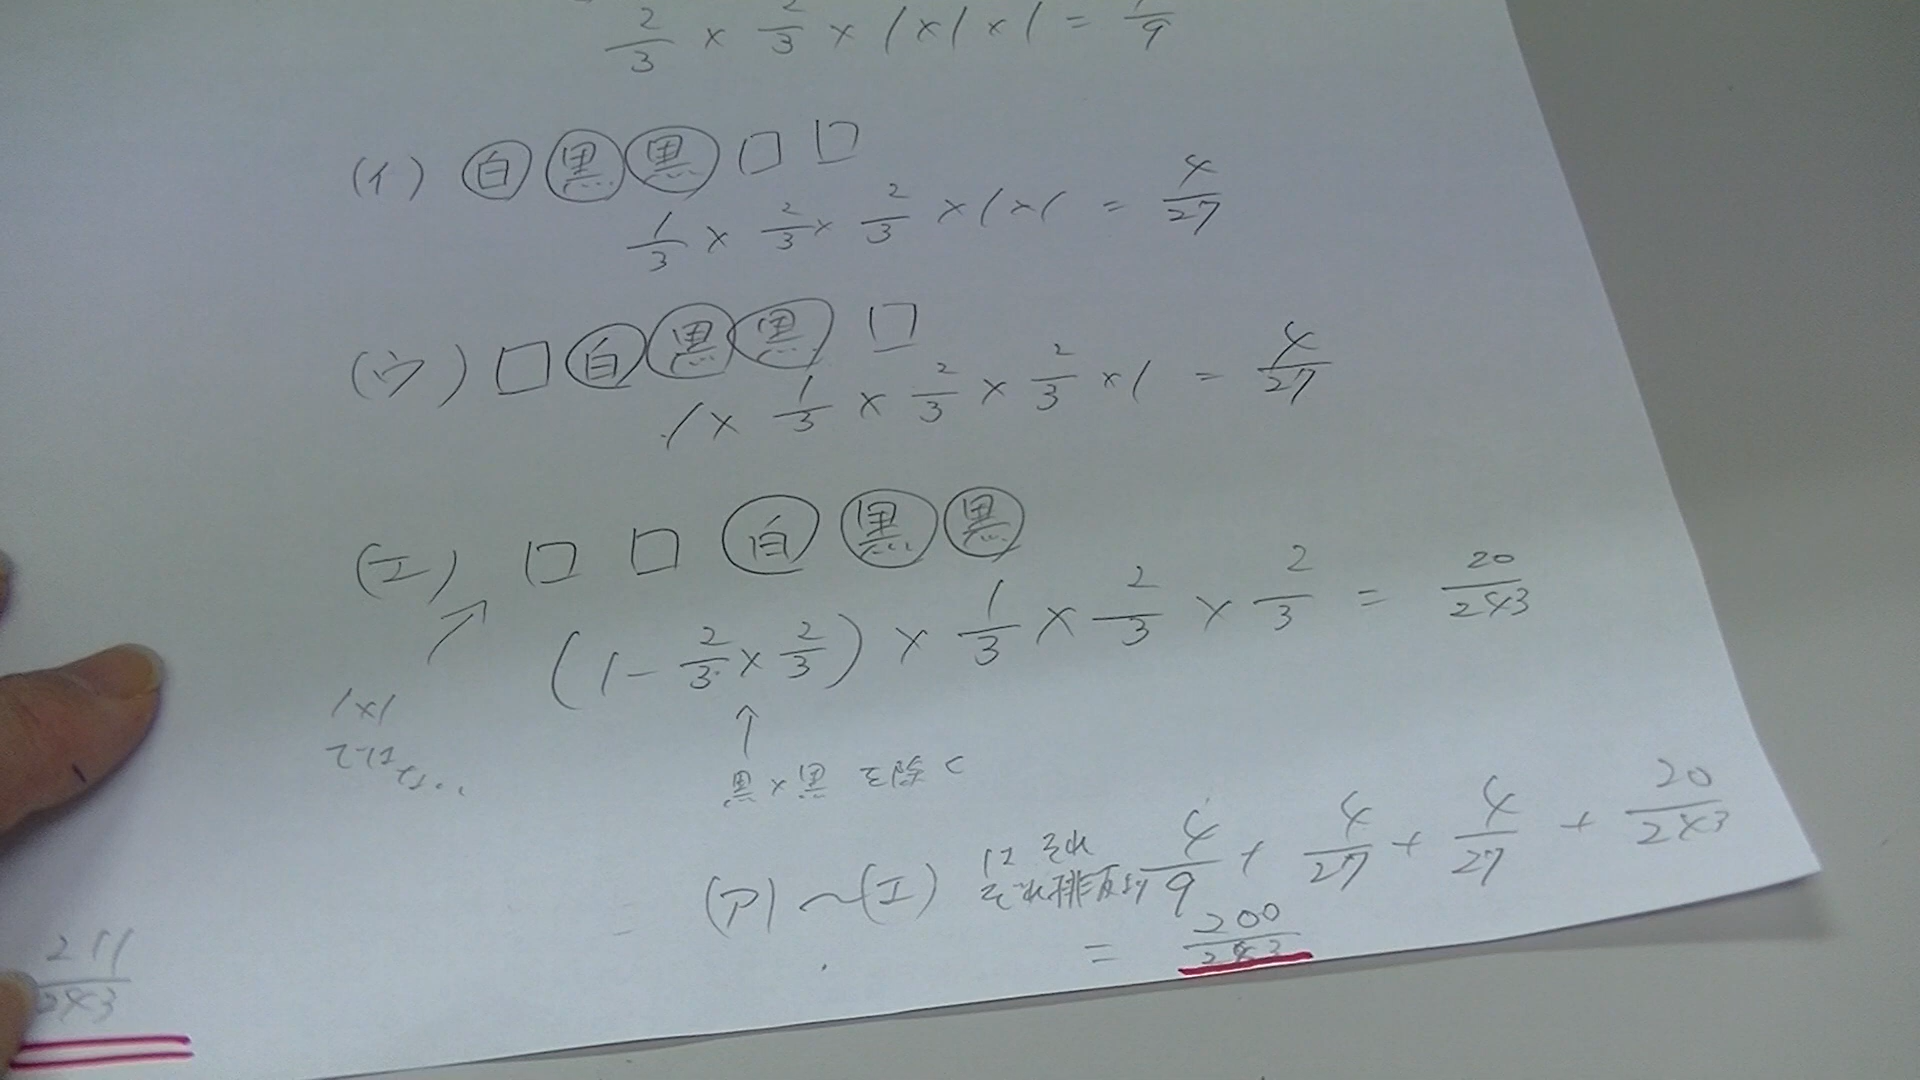 2/3 × 2/3 × 1×1×1 = /9
(イ) 白 黒 黒 □ □
1/3 × 2/3 × 2/3 ×1×1 = 4/27
(ウ) □ 白 黒 黒 □
1× 1/3 × 2/3 × 2/3 ×1 = 4/27
(エ) □ □ 白 黒 黒
(1 - 2/3 × 2/3) × 1/3 × 2/3 × 2/3 = 20/243
1×1
ではな..
↑
黒×黒 を除く
(ア)〜(エ) はそれぞれ排反より 4/9 + 4/27 + 4/27 + 20/243
= 200/243
211/243